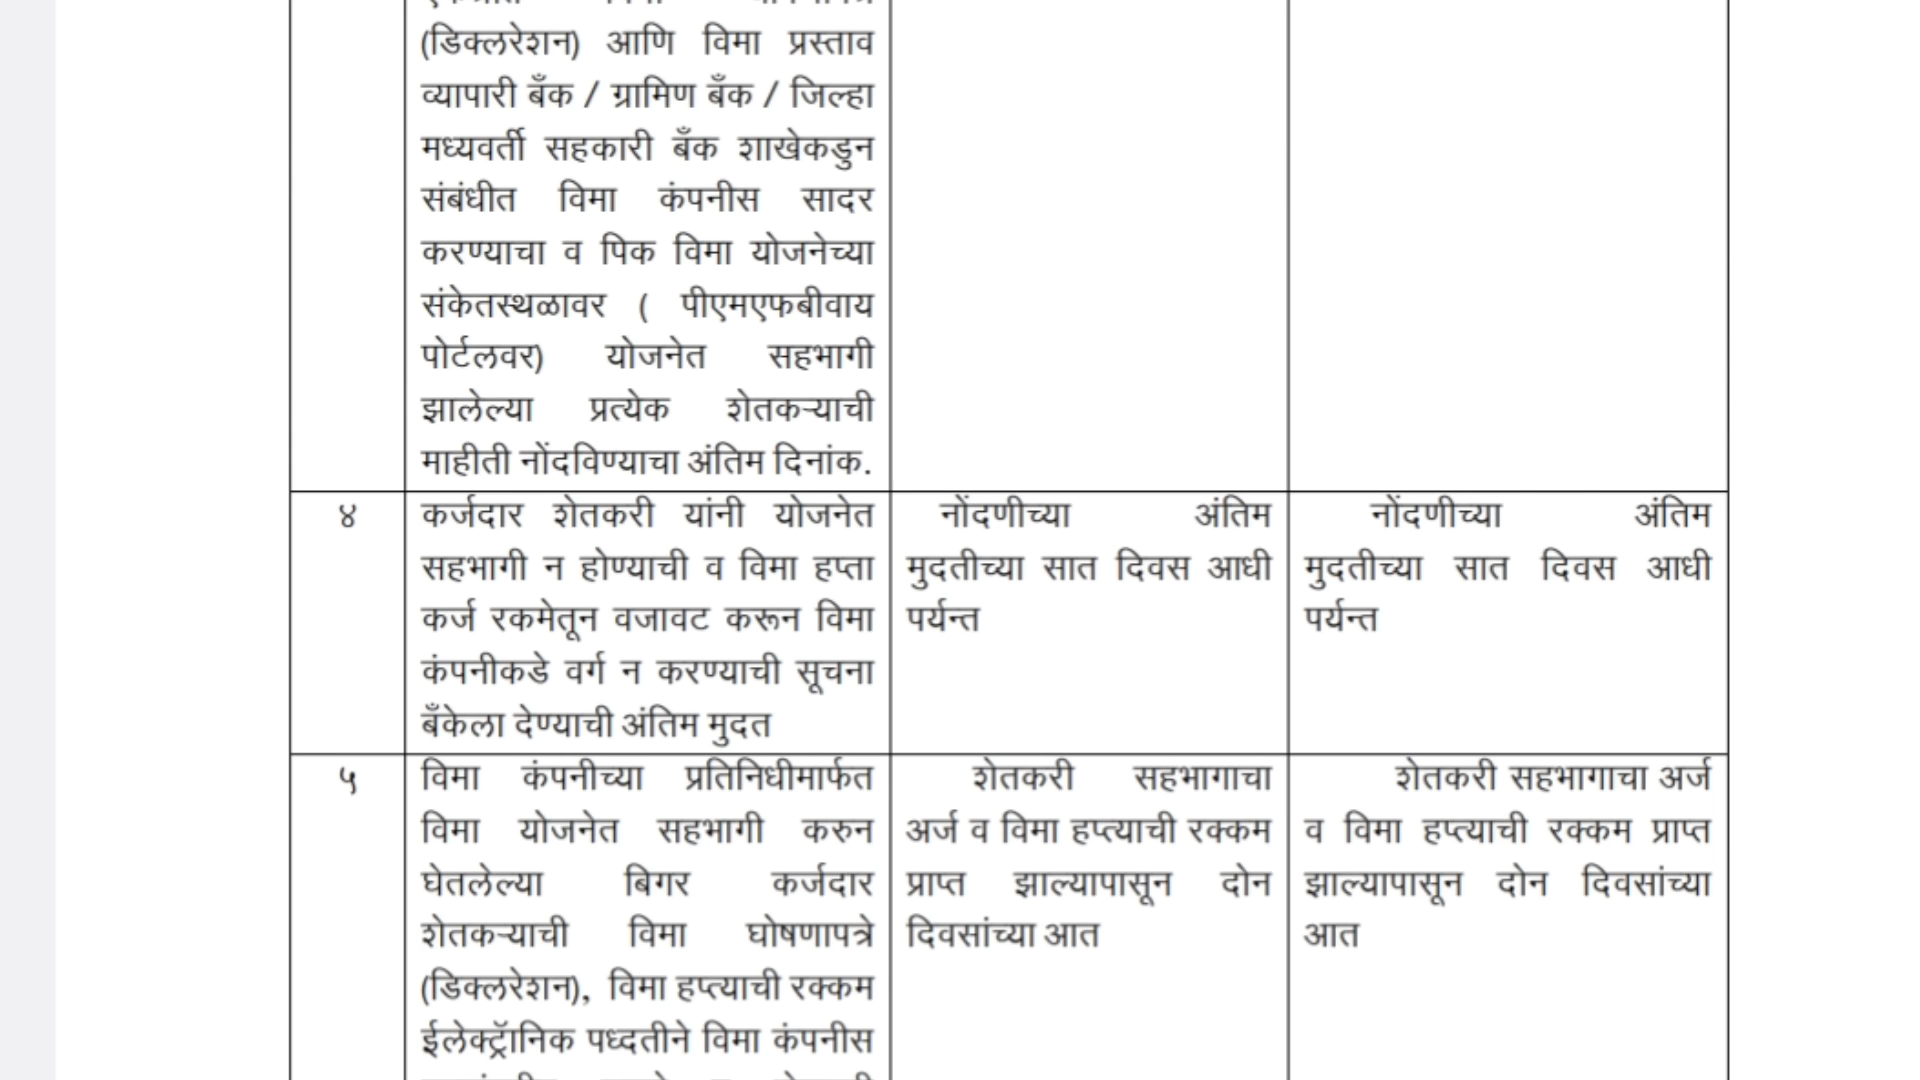 (डिक्लरेशन) आणि विमा प्रस्ताव
व्यापारी बँक / ग्रामिण बँक / जिल्हा
मध्यवर्ती सहकारी बँक शाखेकडुन
संबंधीत विमा कंपनीस सादर
करण्याचा व पिक विमा योजनेच्या
संकेतस्थळावर ( पीएमएफबीवाय
पोर्टलवर) योजनेत सहभागी
झालेल्या प्रत्येक शेतकऱ्याची
माहीती नोंदविण्याचा अंतिम दिनांक.
४
कर्जदार शेतकरी यांनी योजनेत
सहभागी न होण्याची व विमा हप्ता
कर्ज रकमेतून वजावट करून विमा
कंपनीकडे वर्ग न करण्याची सूचना
बँकेला देण्याची अंतिम मुदत
नोंदणीच्या अंतिम
मुदतीच्या सात दिवस आधी
पर्यन्त
नोंदणीच्या अंतिम
मुदतीच्या सात दिवस आधी
पर्यन्त
५
विमा कंपनीच्या प्रतिनिधीमार्फत
विमा योजनेत सहभागी करुन
घेतलेल्या बिगर कर्जदार
शेतकऱ्याची विमा घोषणापत्रे
(डिक्लरेशन), विमा हप्त्याची रक्कम
ईलेक्ट्रॅानिक पध्दतीने विमा कंपनीस
शेतकरी सहभागाचा
अर्ज व विमा हप्त्याची रक्कम
प्राप्त झाल्यापासून दोन
दिवसांच्या आत
शेतकरी सहभागाचा अर्ज
व विमा हप्त्याची रक्कम प्राप्त
झाल्यापासून दोन दिवसांच्या
आत